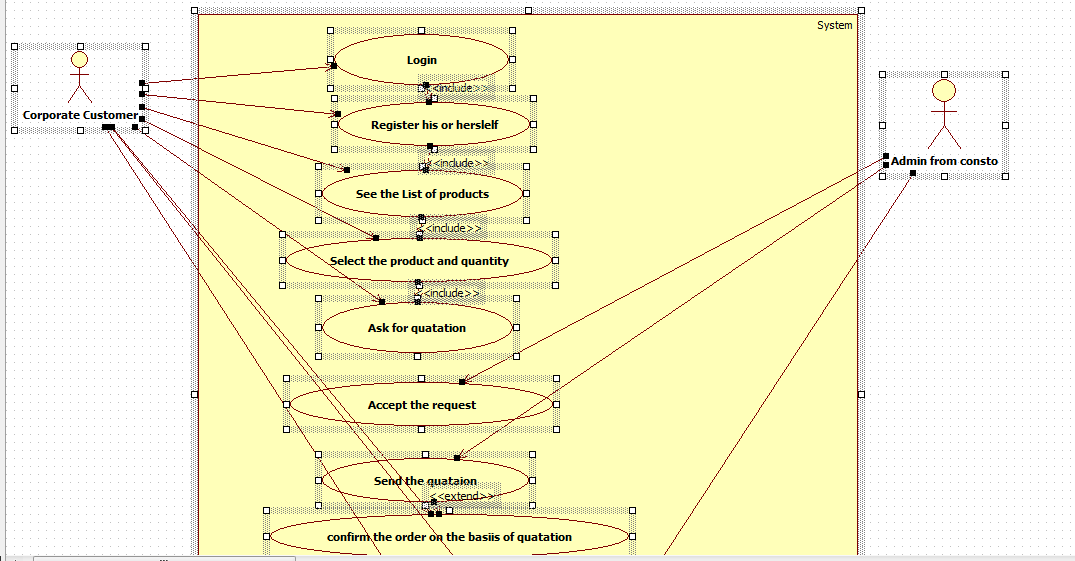 System
Login
<<include>>
Corporate Customer
Register his or herslelf
<<include>>
Admin from consto
See the List of products
<<include>>
Select the product and quantity
<<include>>
Ask for quatation
Accept the request
Send the quataion
<<extend>>
confirm the order on the basiis of quatation